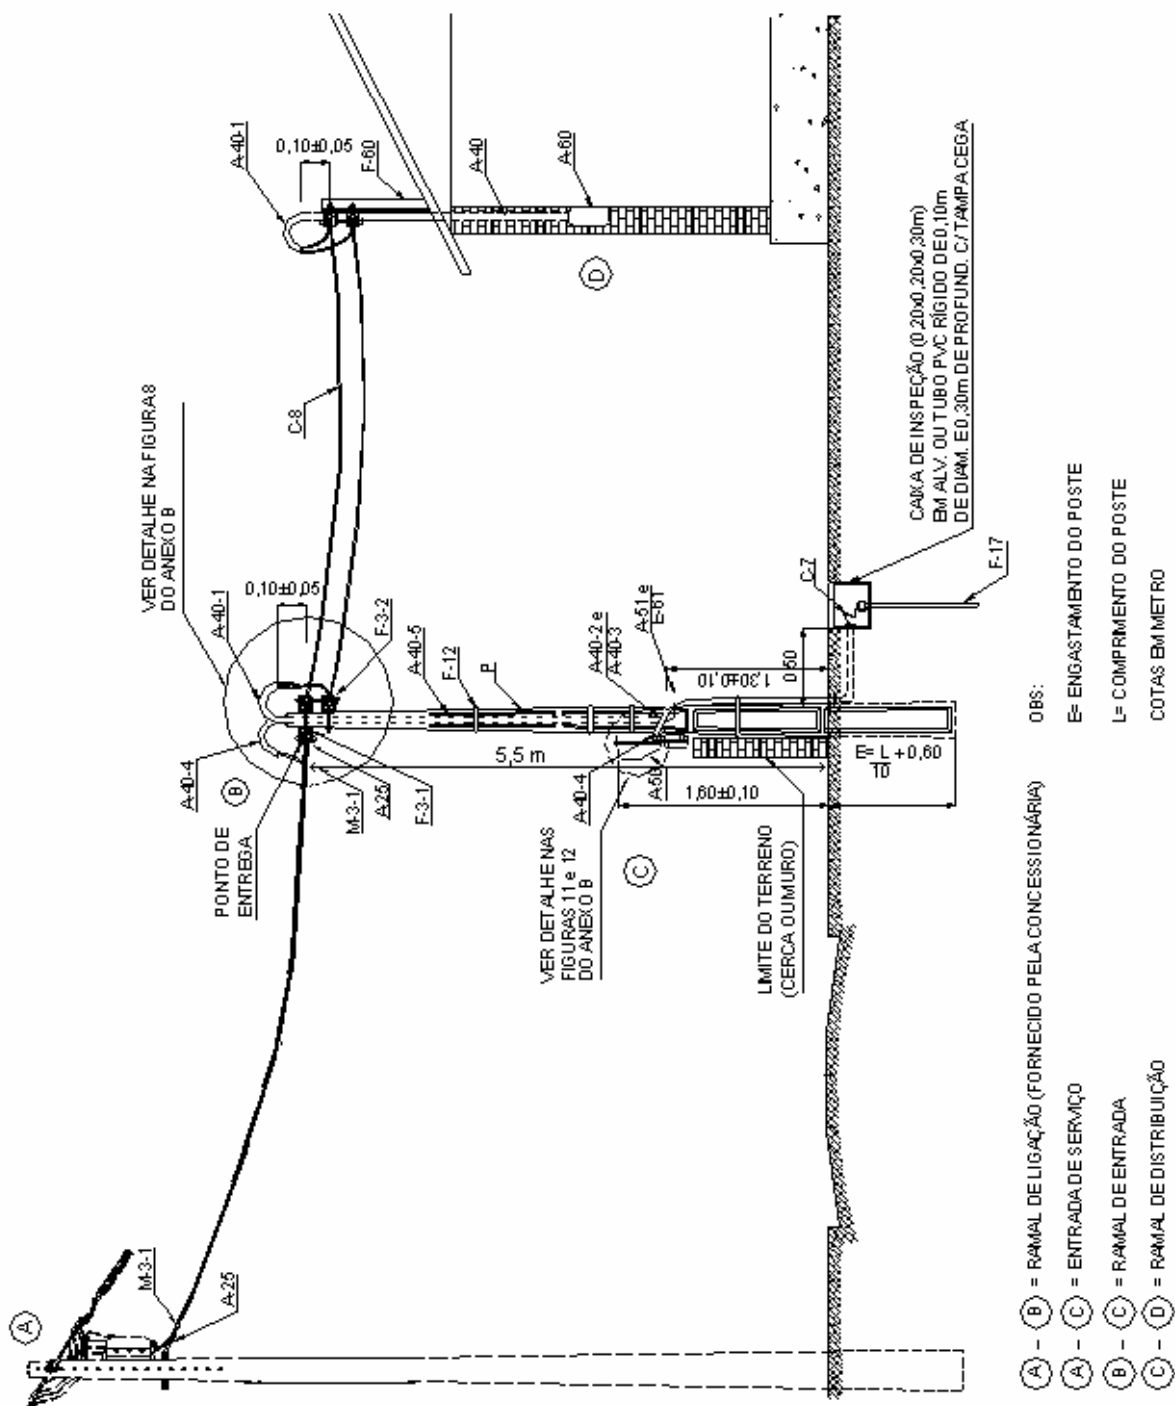 A
M-3-1
A-25
PONTO DE
ENTREGA
B
A-40-4
A-40-1
VER DETALHE NA FIGURA 8
DO ANEXO B
0,10±0,05
M-3-1
A-25
F-3-1
F-3-2
C-8
A-40-1
0,10±0,05
F-60
A-40
A-60
D
A-40-5
F-12
P
A-40-2 e
A-40-3
A-51 e
E-61
5,5 m
A-40-4
A-50
1,60±0,10
1,30±0,10
0,50
VER DETALHE NAS
FIGURAS 11 e 12
DO ANEXO B
C
LIMITE DO TERRENO
(CERCA OU MURO)
E= L + 0,60
10
C-7
CAIXA DE INSPEÇÃO (0,20x0,20x0,30m)
EM ALV. OU TUBO PVC RÍGIDO DE 0,10m
DE DIAM. E 0,30m DE PROFUND. C/ TAMPA CEGA
F-17
A - B = RAMAL DE LIGAÇÃO (FORNECIDO PELA CONCESSIONÁRIA)
A - C = ENTRADA DE SERVIÇO
B - C = RAMAL DE ENTRADA
C - D = RAMAL DE DISTRIBUIÇÃO
OBS:
E= ENGASTAMENTO DO POSTE
L= COMPRIMENTO DO POSTE
COTAS EM METRO